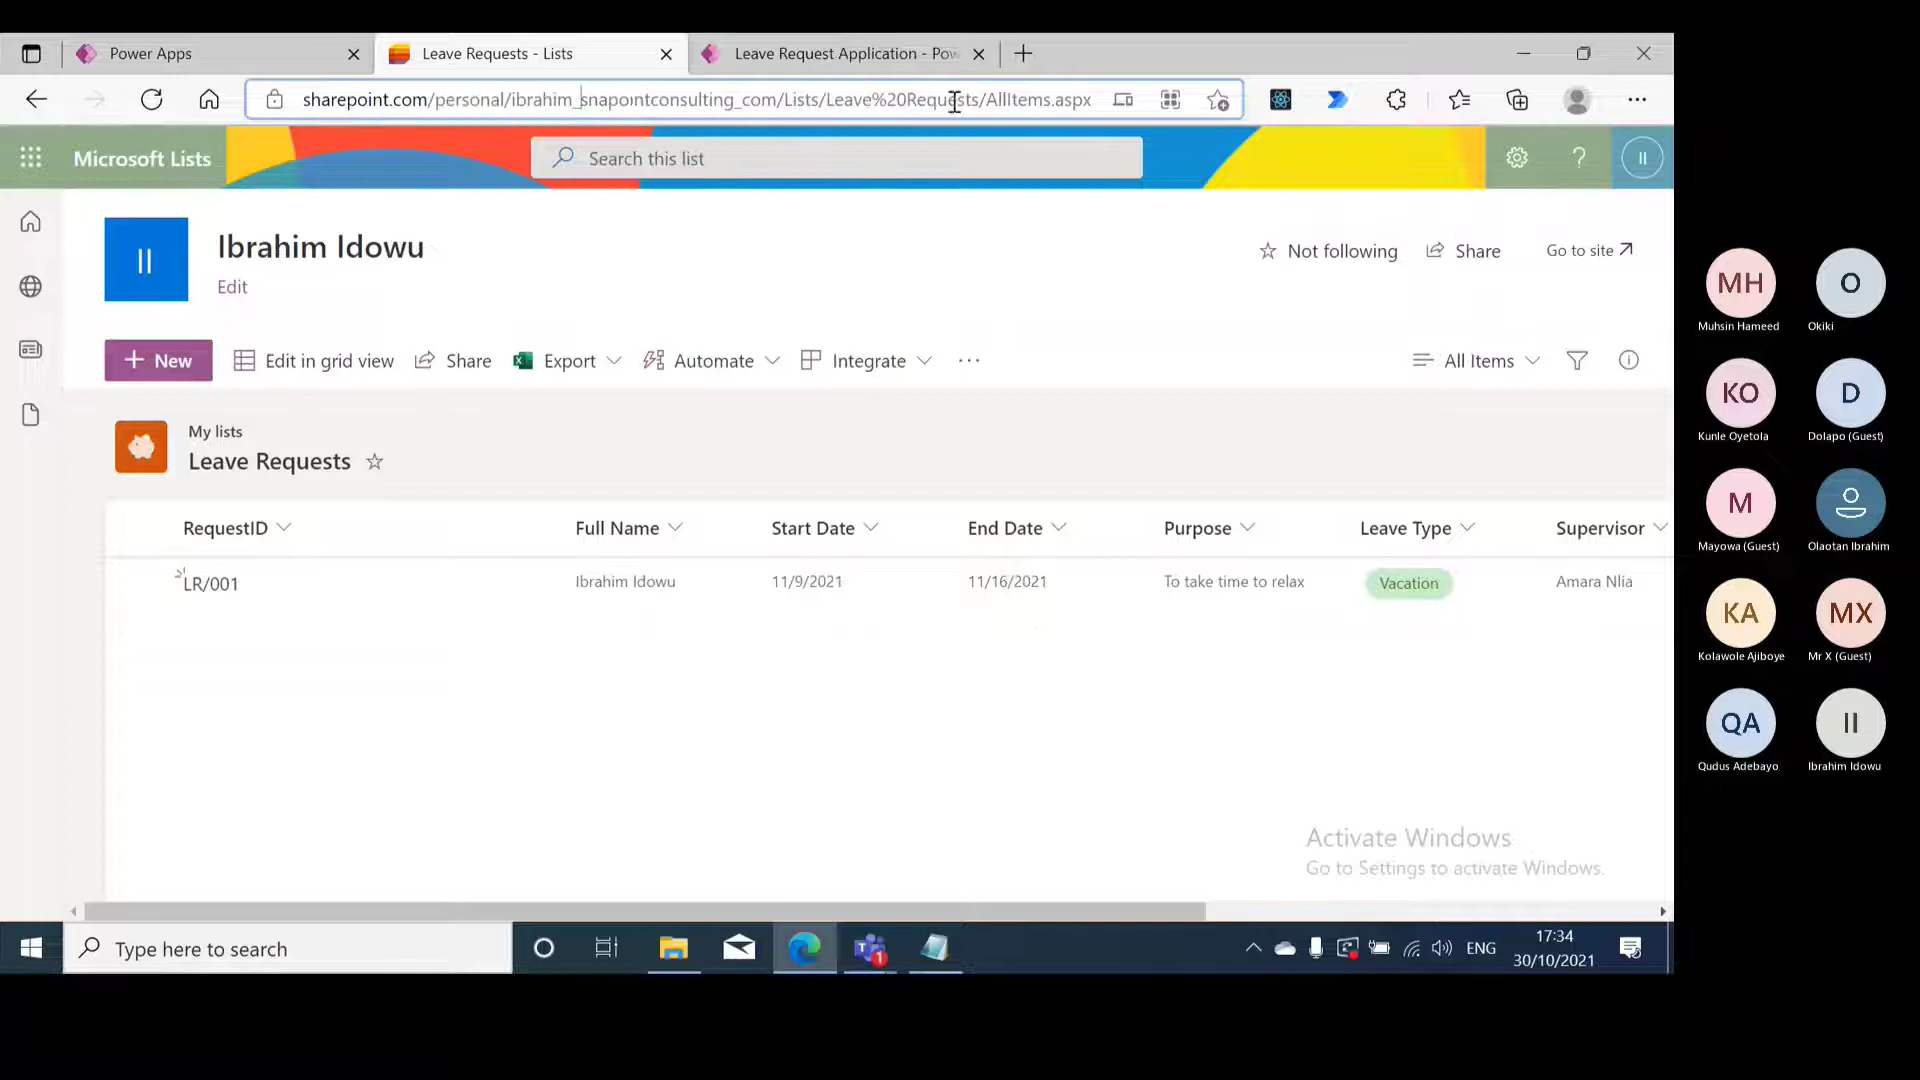 Power Apps
Leave Requests - Lists
Leave Request Application - Pow
sharepoint.com/personal/ibrahim_snapointconsulting_com/Lists/Leave%20Requests/AllItems.aspx
Microsoft Lists
Search this list
?
II
II
Ibrahim Idowu
Edit
Not following
Share
Go to site
+ New
Edit in grid view
Share
Export
Automate
Integrate
...
All Items
My lists
Leave Requests
RequestID
Full Name
Start Date
End Date
Purpose
Leave Type
Supervisor
LR/001
Ibrahim Idowu
11/9/2021
11/16/2021
To take time to relax
Vacation
Amara Nlia
Activate Windows
Go to Settings to activate Windows.
Type here to search
1
ENG
17:34
30/10/2021
MH
Muhsin Hameed
O
Okiki
KO
Kunle Oyetola
D
Dolapo (Guest)
M
Mayowa (Guest)
Olaotan Ibrahim
KA
Kolawole Ajiboye
MX
Mr X (Guest)
QA
Qudus Adebayo
II
Ibrahim Idowu